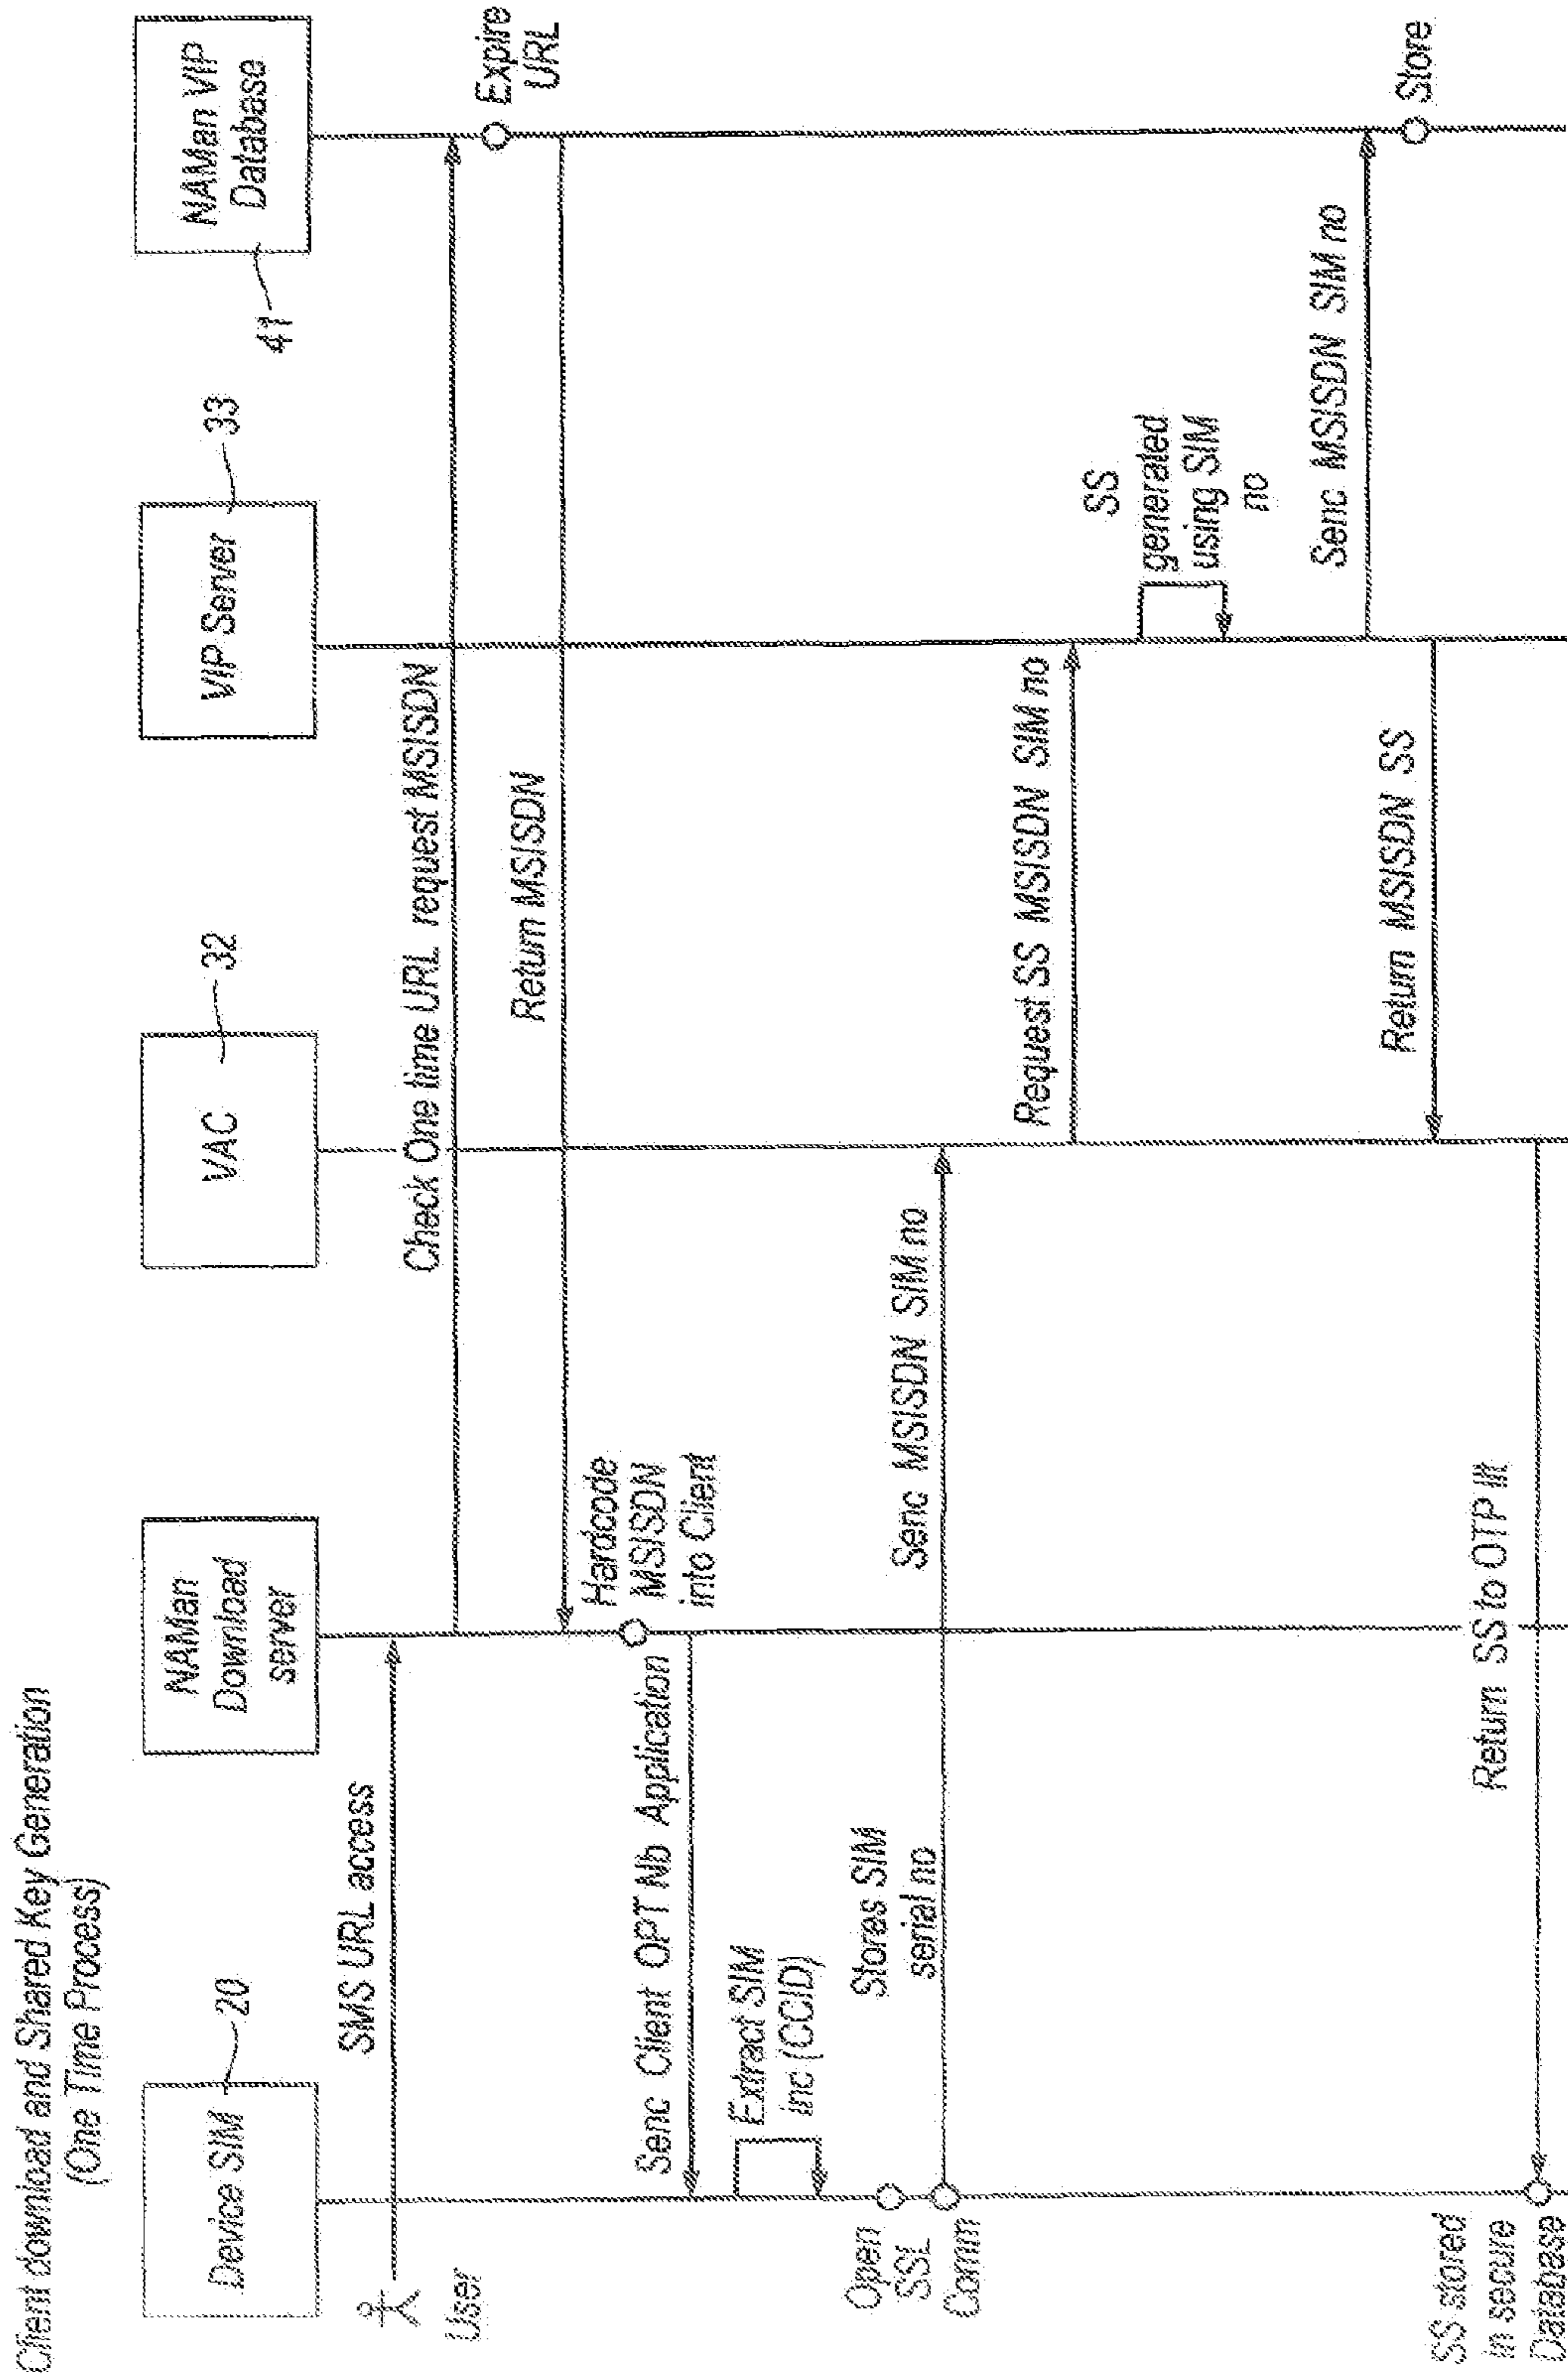 Client download and Shared Key Generation
(One Time Process)
Device SIM
20
NAMan
Download
server
VAC
32
VIP Server
33
NAMan VIP
Database
41
User
SMS URL access
Check One time URL request MSISDN
Expire
URL
Return MSISDN
Hardcode
MSISDN
into Client
Senc Client OPT Nb Application
Extract SIM
inc (CCID)
Open
SSL
Comm
Stores SIM
serial no
Senc MSISDN SIM no
Request SS MSISDN SIM no
SS
generated
using SIM
no
Senc MSISDN SIM no
Store
Return MSISDN SS
Return SS to OTP
SS stored
in secure
Database